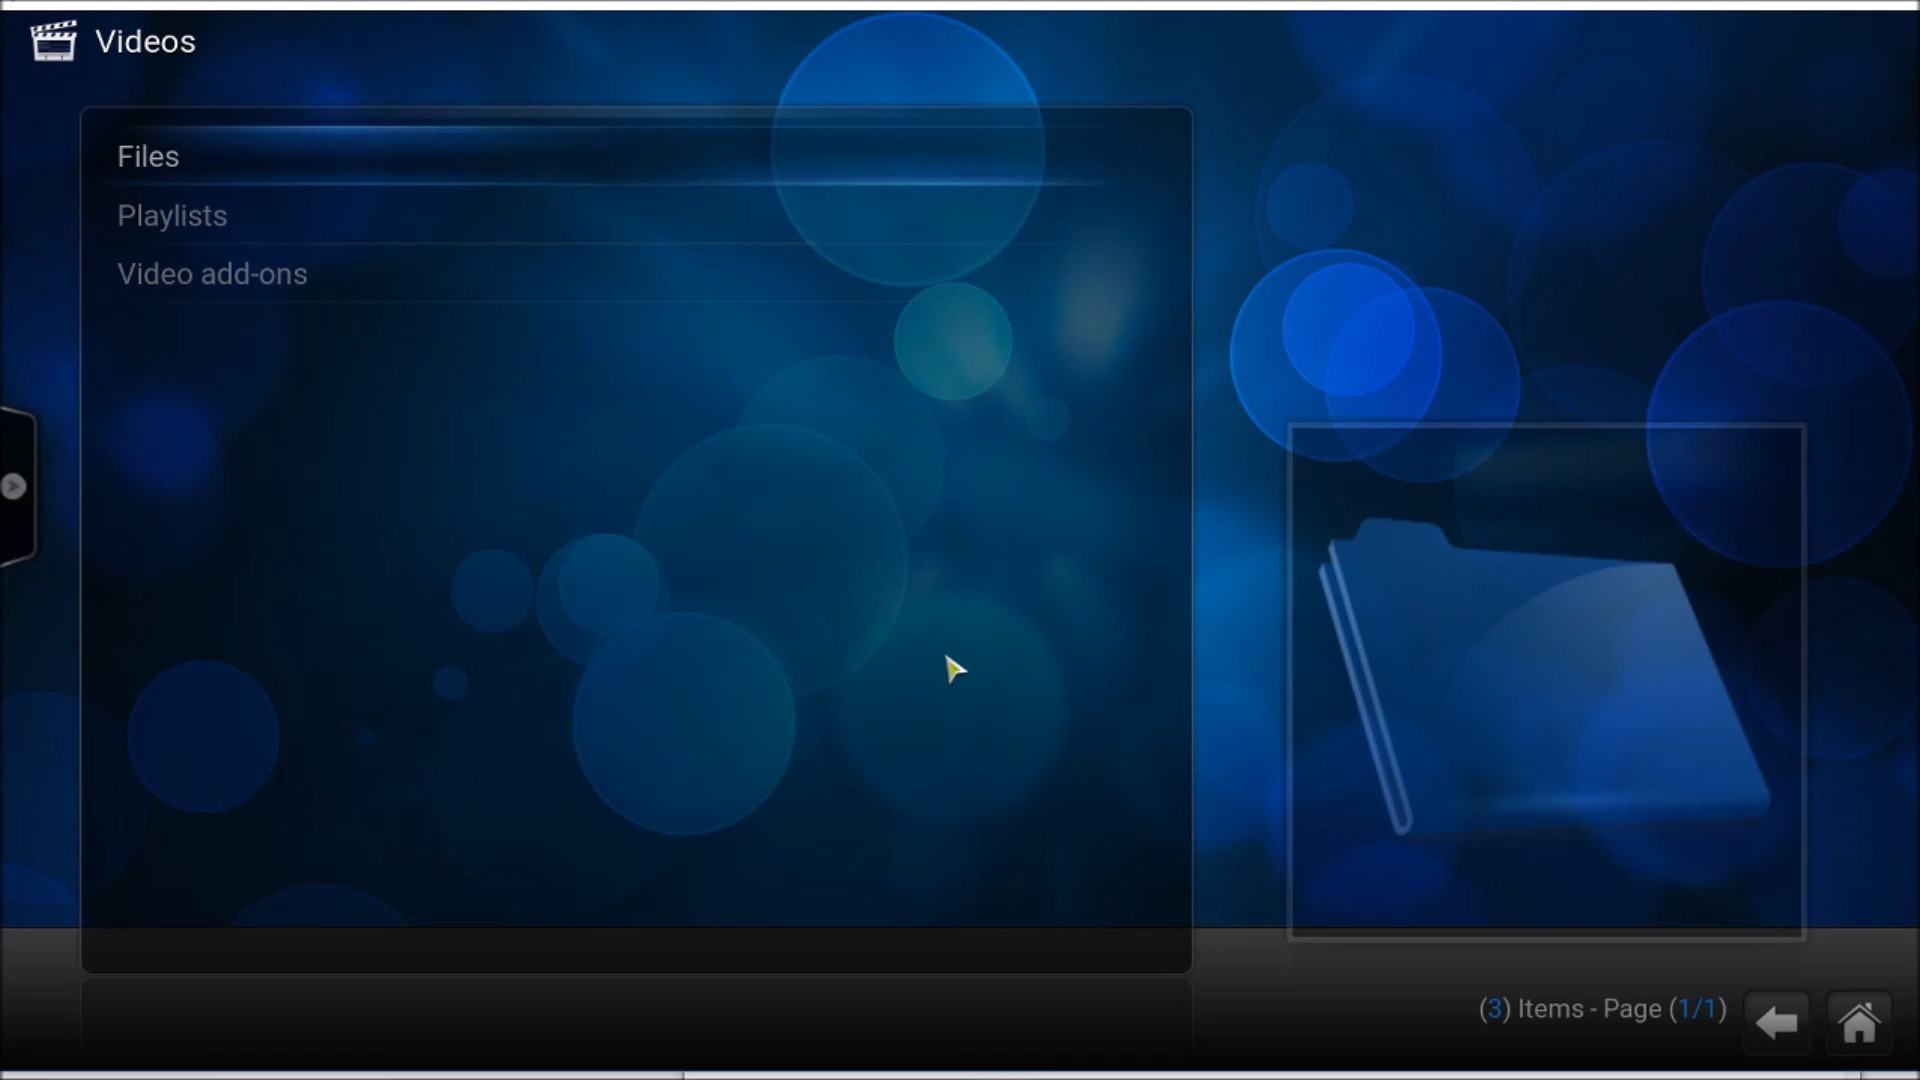 Videos
Files
Playlists
Video add-ons
(3) Items - Page (1/1)